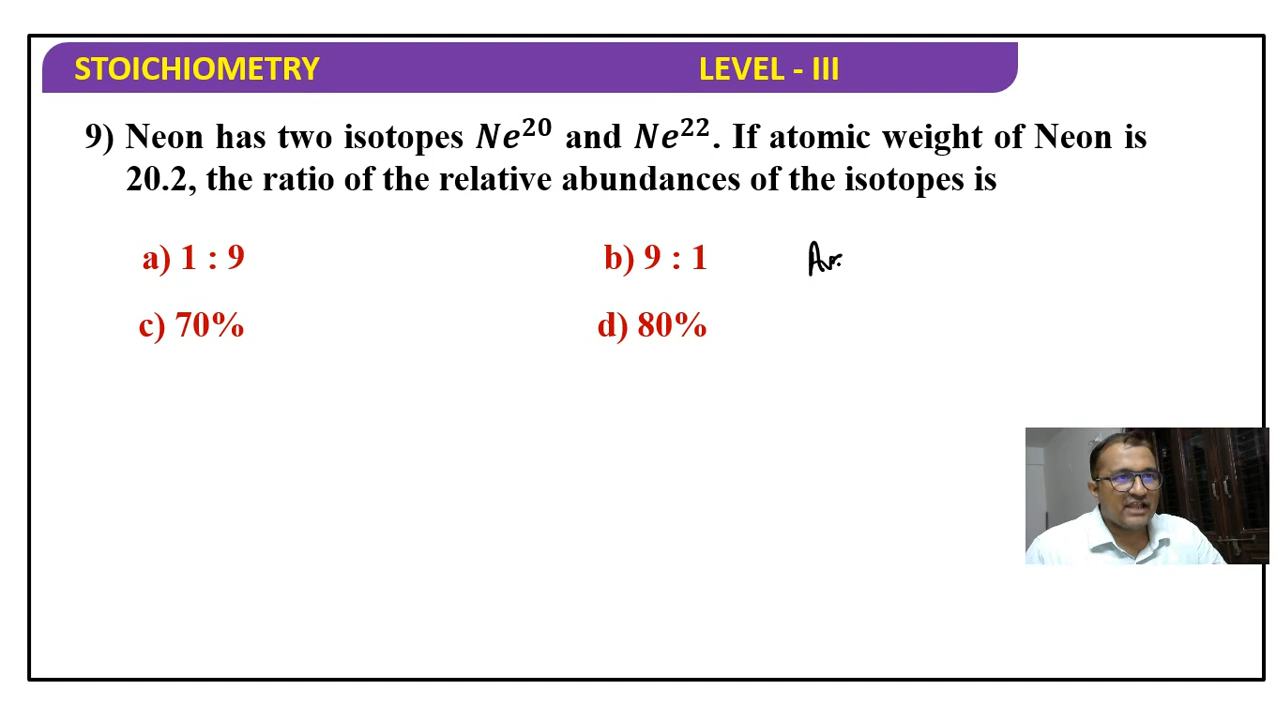 STOICHIOMETRY LEVEL - III
9) Neon has two isotopes Ne²⁰ and Ne²². If atomic weight of Neon is
20.2, the ratio of the relative abundances of the isotopes is
a) 1 : 9 b) 9 : 1
c) 70% d) 80%